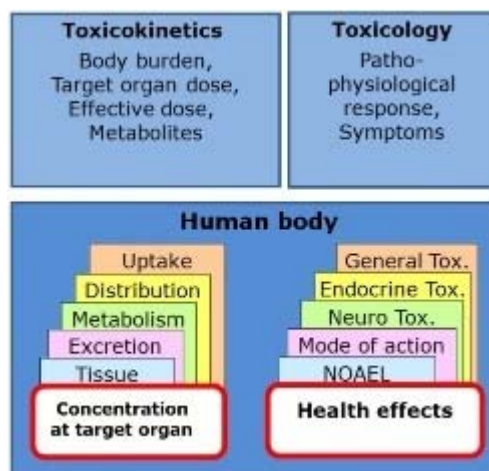 Toxicokinetics
Body burden,
Target organ dose,
Effective dose,
Metabolites
Toxicology
Patho-
physiological
response,
Symptoms
Human body
Uptake
Distribution
Metabolism
Excretion
Tissue
Concentration
at target organ
General Tox.
Endocrine Tox.
Neuro Tox.
Mode of action
NOAEL
Health effects